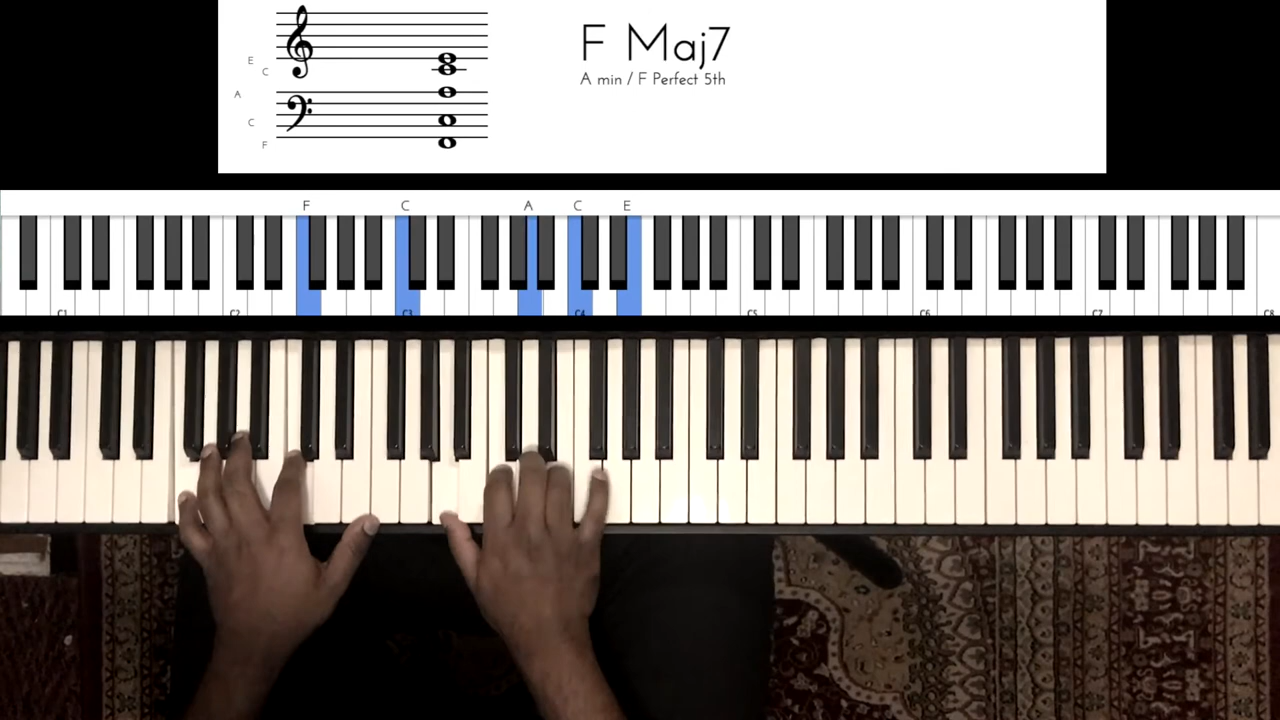 F Maj7
A min / F Perfect 5th
E
C
A
C
F
F C A C E
C1 C2 C3 C4 C5 C6 C7 C8